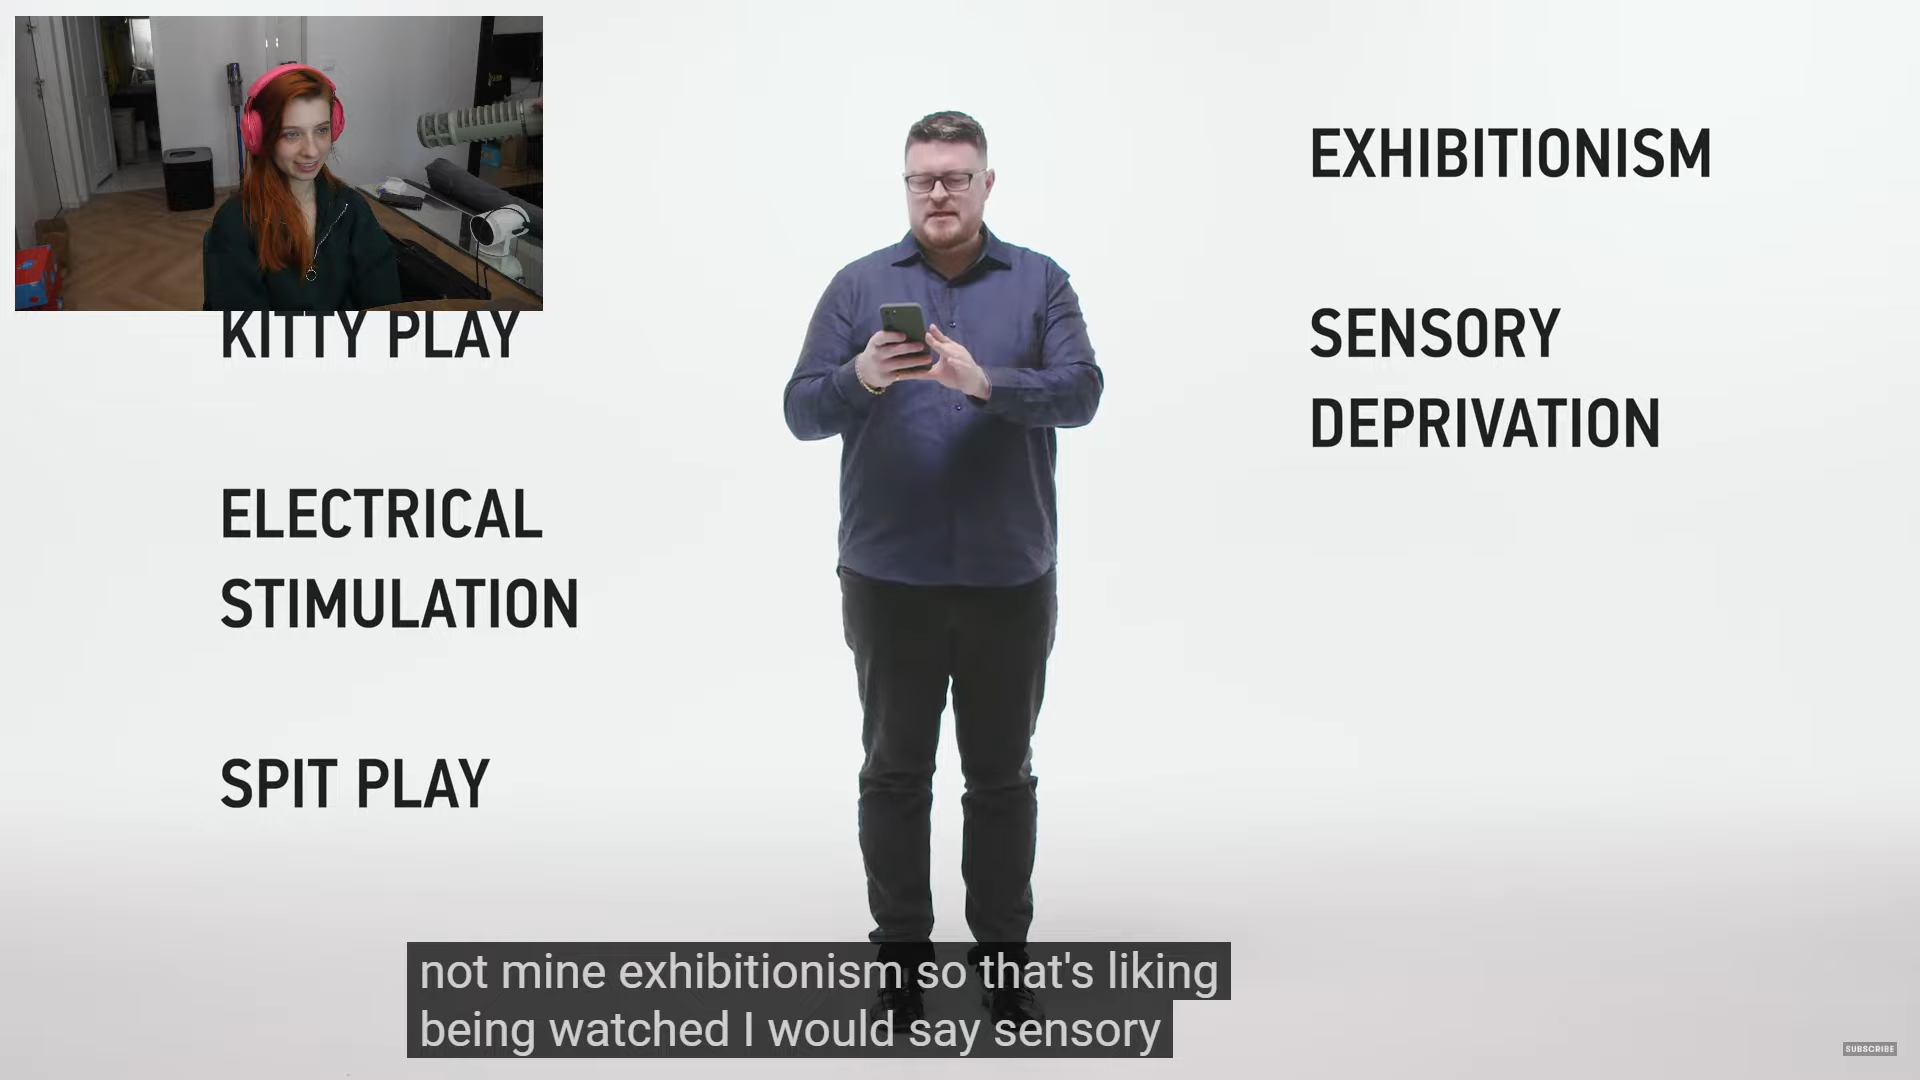 KITTY PLAY
ELECTRICAL
STIMULATION
SPIT PLAY
EXHIBITIONISM
SENSORY
DEPRIVATION
not mine exhibitionism so that's liking
being watched I would say sensory
SUBSCRIBE